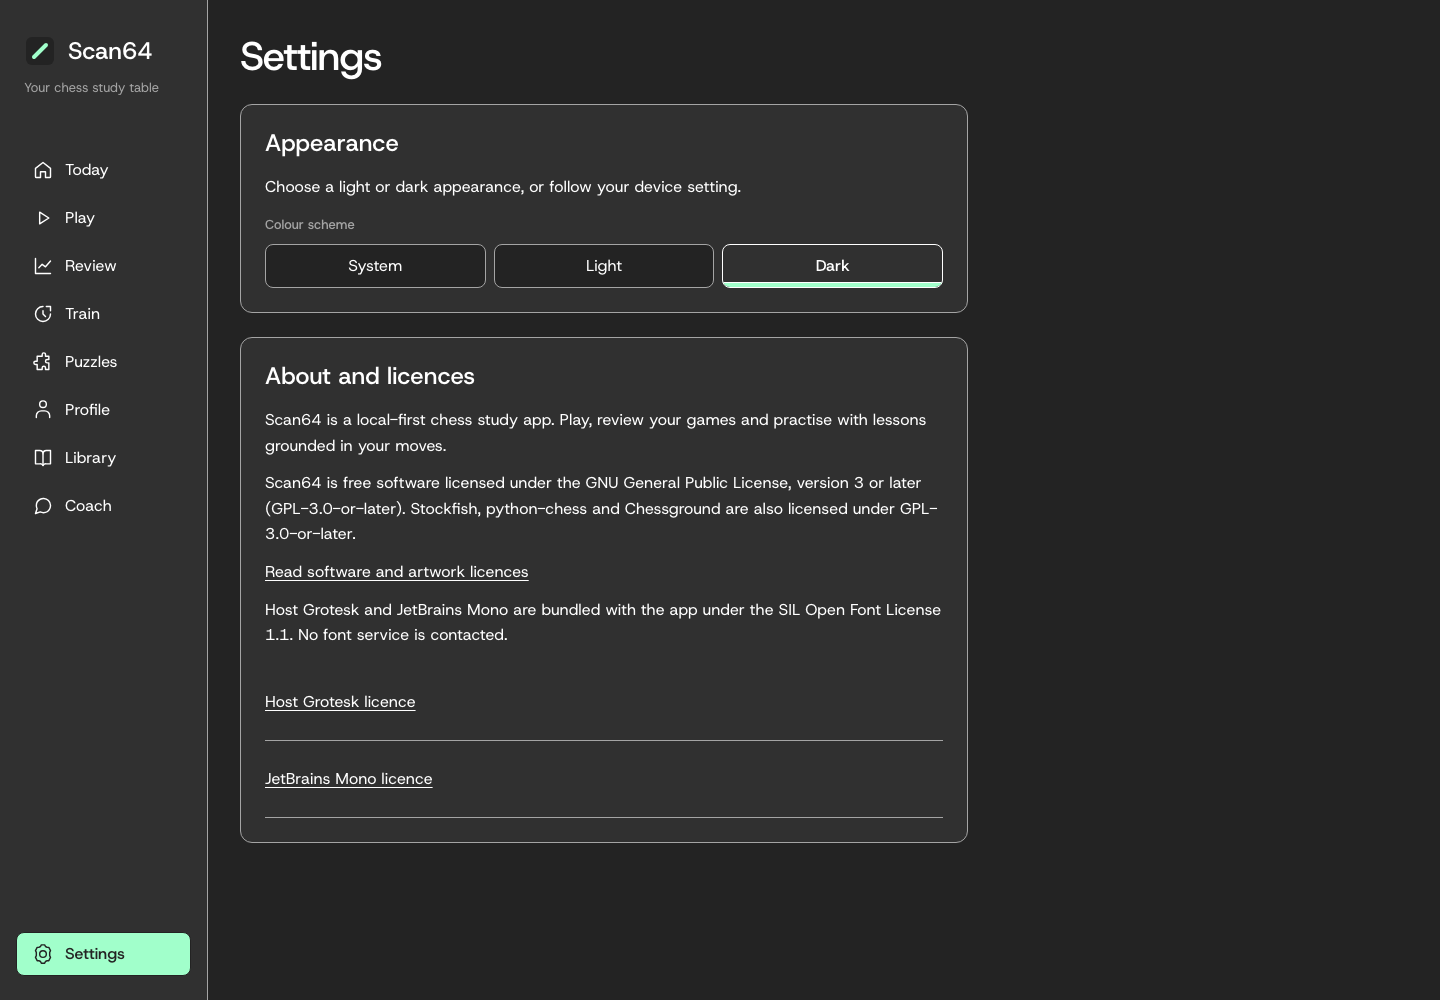 Scan64
Your chess study table
Today
Play
Review
Train
Puzzles
Profile
Library
Coach
Settings
Settings
Appearance
Choose a light or dark appearance, or follow your device setting.
Colour scheme
System
Light
Dark
About and licences
Scan64 is a local-first chess study app. Play, review your games and practise with lessons
grounded in your moves.
Scan64 is free software licensed under the GNU General Public License, version 3 or later
(GPL-3.0-or-later). Stockfish, python-chess and Chessground are also licensed under GPL-
3.0-or-later.
Read software and artwork licences
Host Grotesk and JetBrains Mono are bundled with the app under the SIL Open Font License
1.1. No font service is contacted.
Host Grotesk licence
JetBrains Mono licence